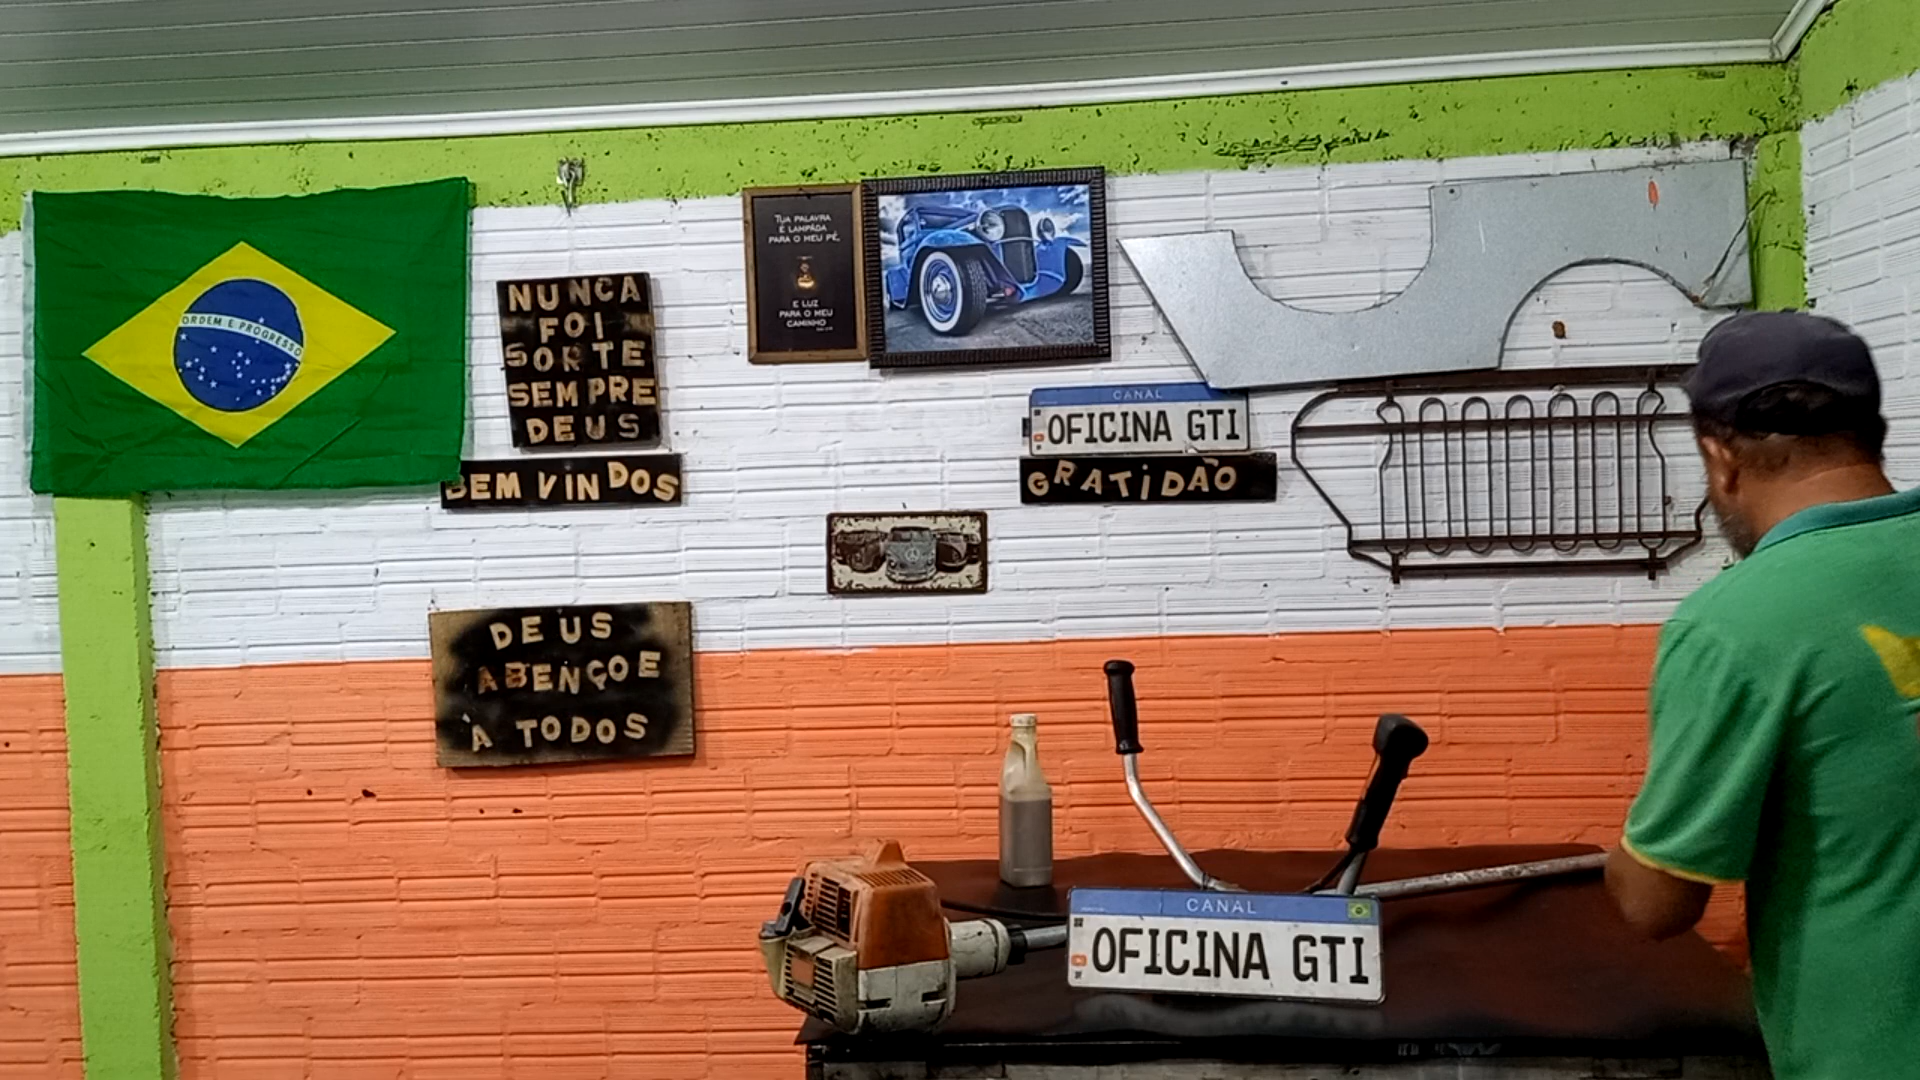 ORDEM E PROGRESSO
NUNCA
FOI
SORTE
SEMPRE
DEUS
BEM VINDOS
DEUS
ABENÇOE
À TODOS
TUA PALAVRA
É LAMPÂDA
PARA O MEU PÉ,
E LUZ
PARA O MEU
CAMINHO
CANAL
OFICINA GTI
GRATiDÃO
CANAL
OFICINA GTI